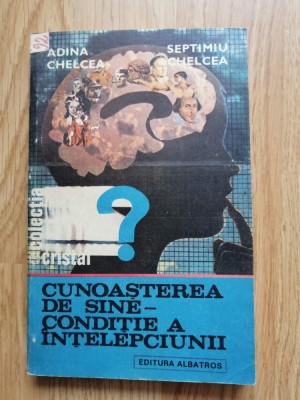 ADINA
CHELCEA
SEPTIMIU
CHELCEA
?
colecția
cristal
?
CUNOAȘTEREA
DE SINE –
CONDIȚIE A
ÎNȚELEPCIUNII
EDITURA ALBATROS